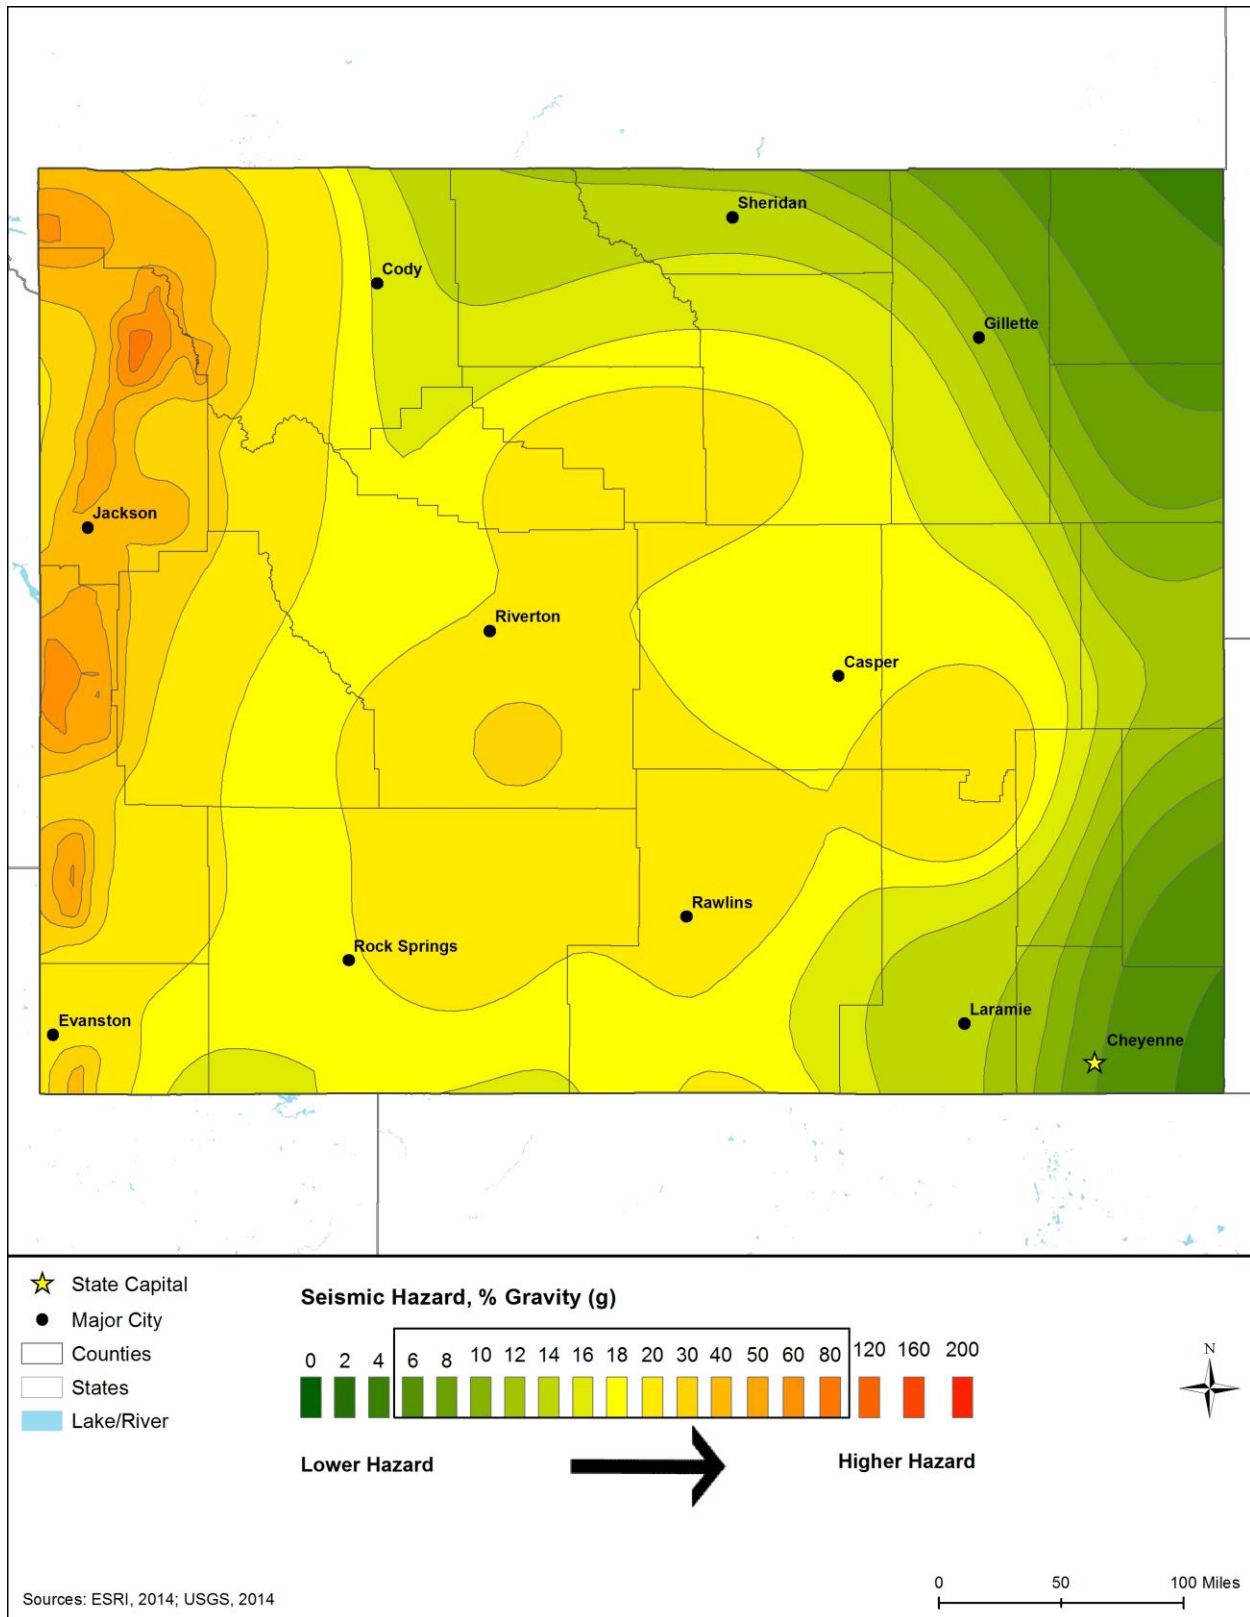 Sheridan
Cody
Gillette
Jackson
Riverton
Casper
Rawlins
Rock Springs
Evanston
Laramie
Cheyenne
State Capital
Major City
Counties
States
Lake/River
Seismic Hazard, % Gravity (g)
0 2 4 6 8 10 12 14 16 18 20 30 40 50 60 80 120 160 200
Lower Hazard
Higher Hazard
N
Sources: ESRI, 2014; USGS, 2014
0 50 100 Miles